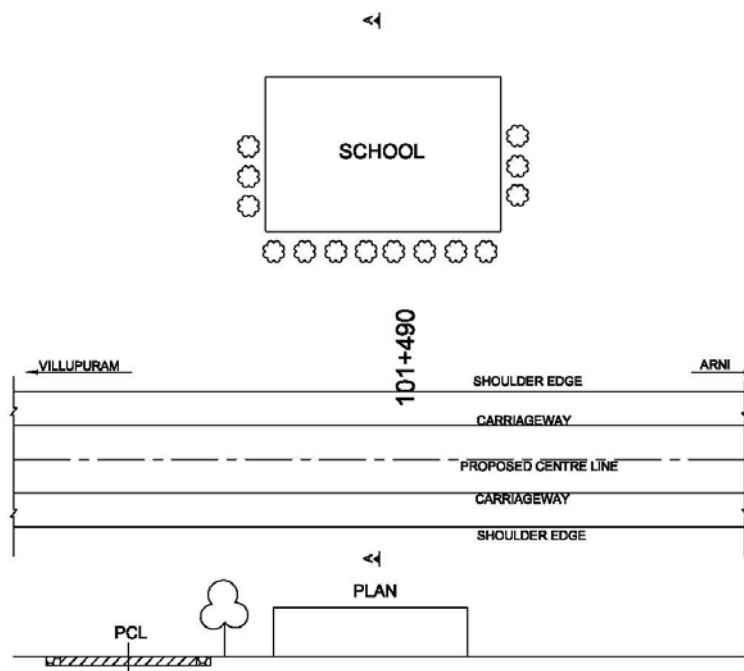 A
SCHOOL
101+490
VILLUPURAM
ARNI
SHOULDER EDGE
CARRIAGEWAY
PROPOSED CENTRE LINE
CARRIAGEWAY
SHOULDER EDGE
A
PLAN
PCL